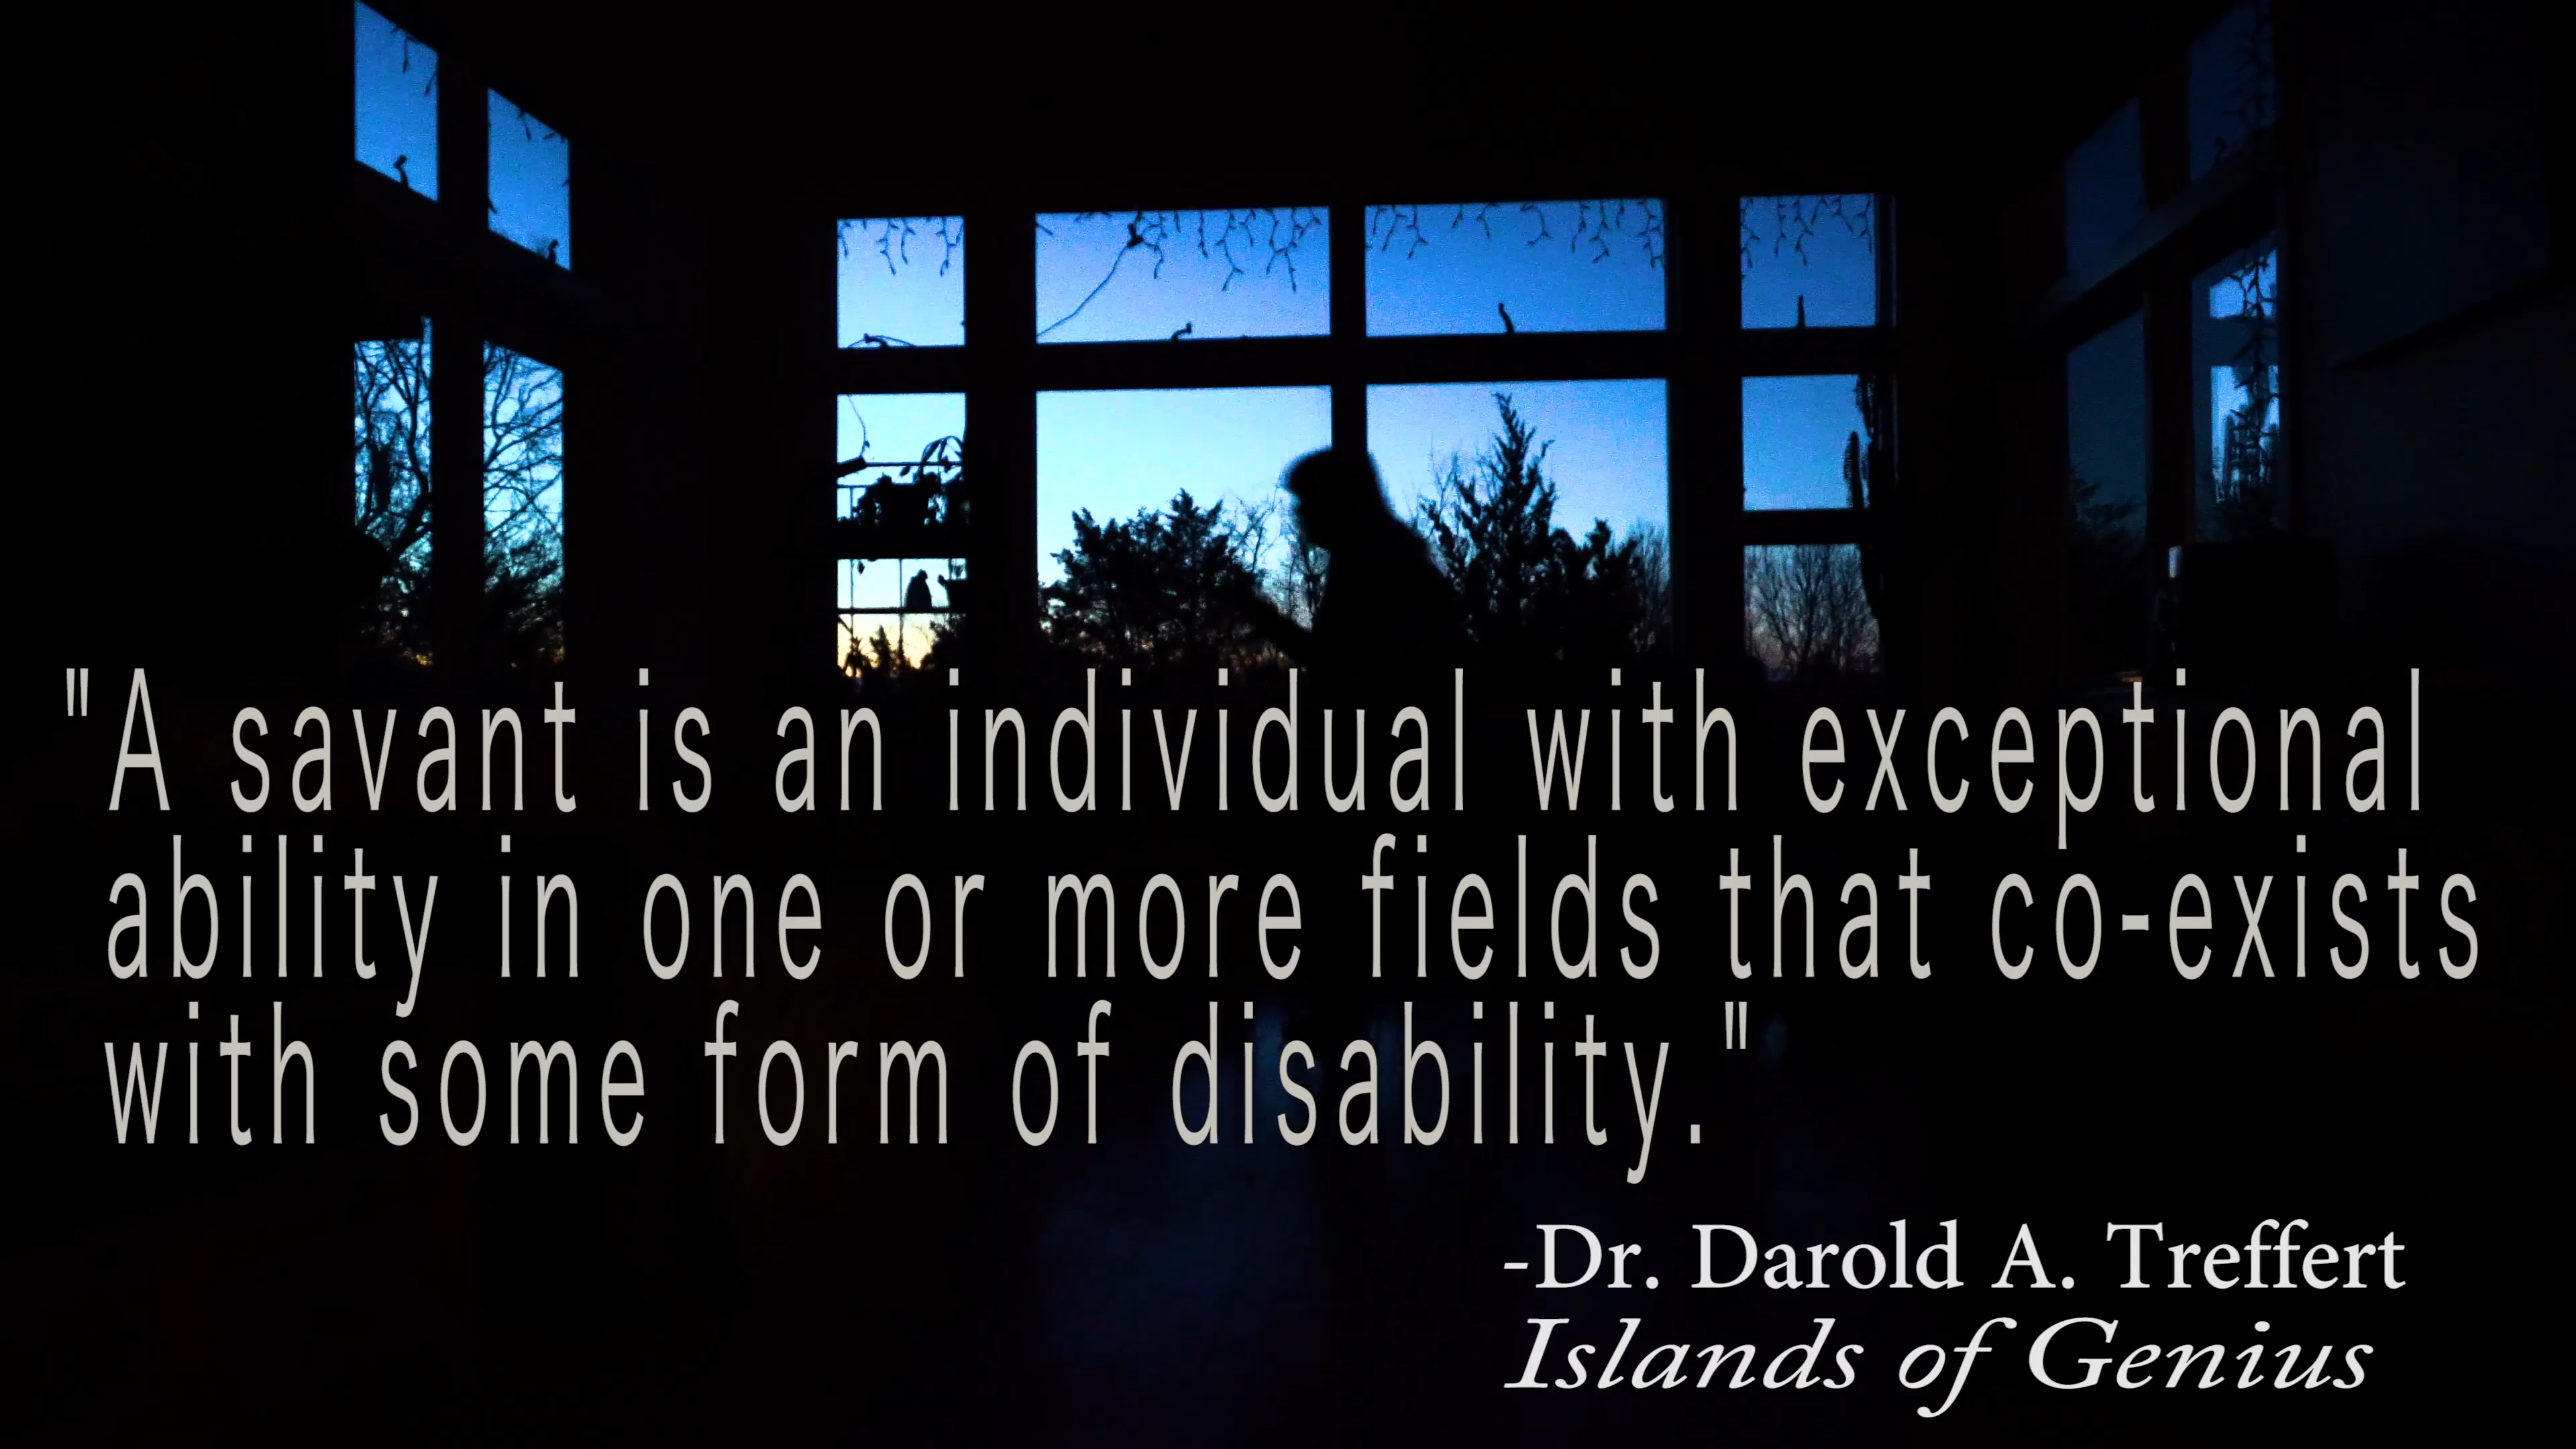 "A savant is an individual with exceptional
ability in one or more fields that co-exists
with some form of disability."
-Dr. Darold A. Treffert
Islands of Genius